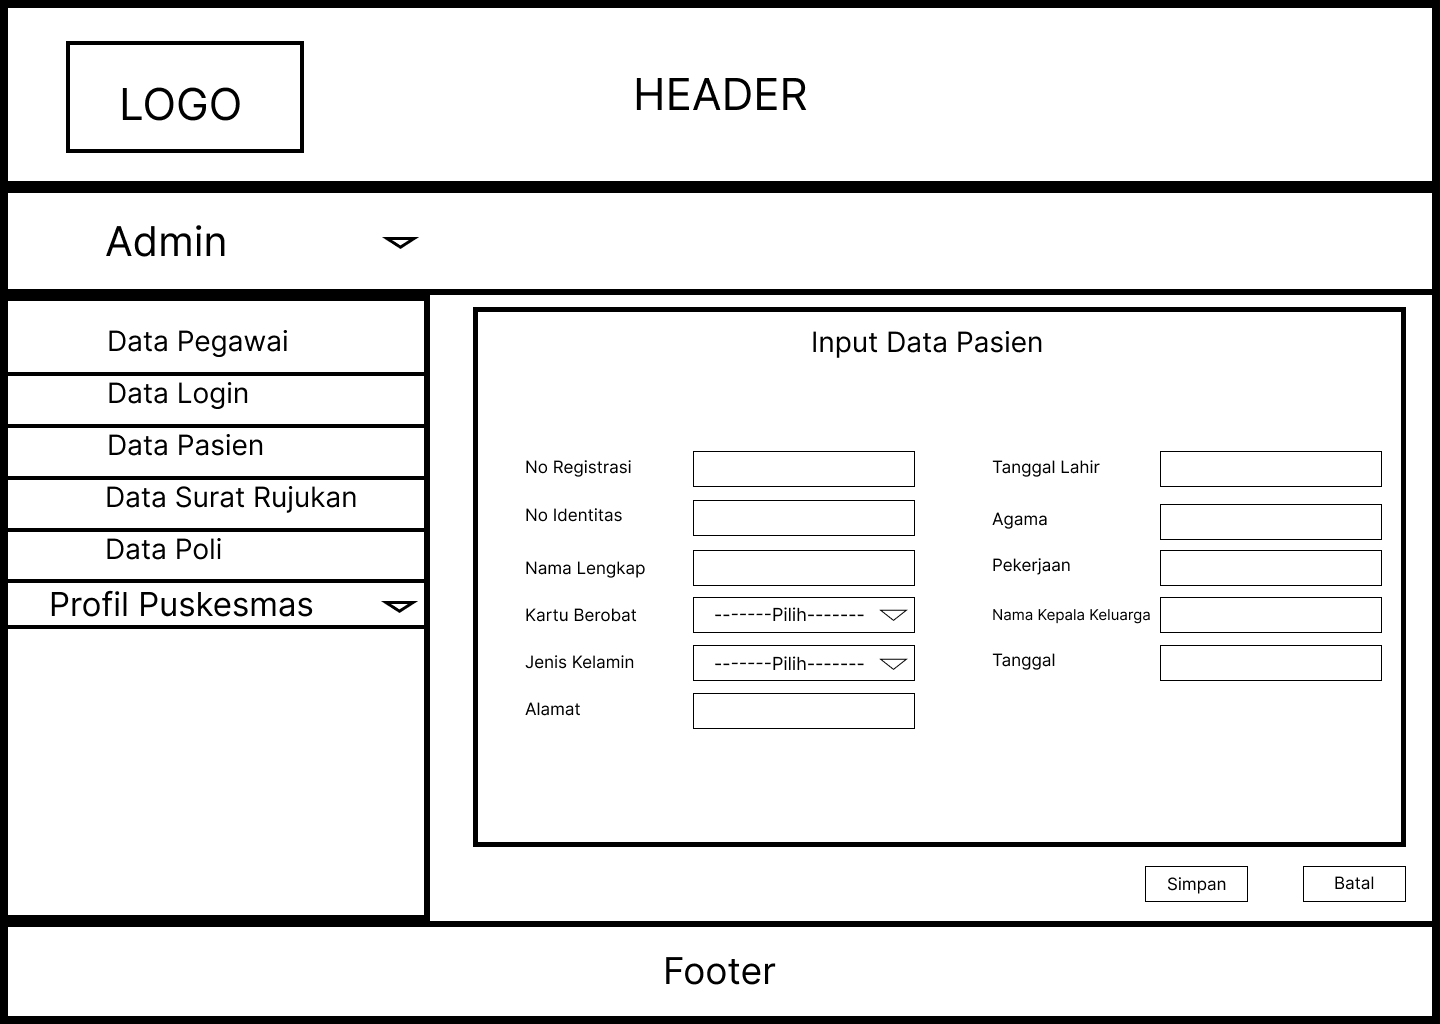 LOGO
HEADER
Admin
Data Pegawai
Data Login
Data Pasien
Data Surat Rujukan
Data Poli
Profil Puskesmas
Input Data Pasien
No Registrasi
No Identitas
Nama Lengkap
Kartu Berobat
-------Pilih-------
Jenis Kelamin
-------Pilih-------
Alamat
Tanggal Lahir
Agama
Pekerjaan
Nama Kepala Keluarga
Tanggal
Simpan
Batal
Footer